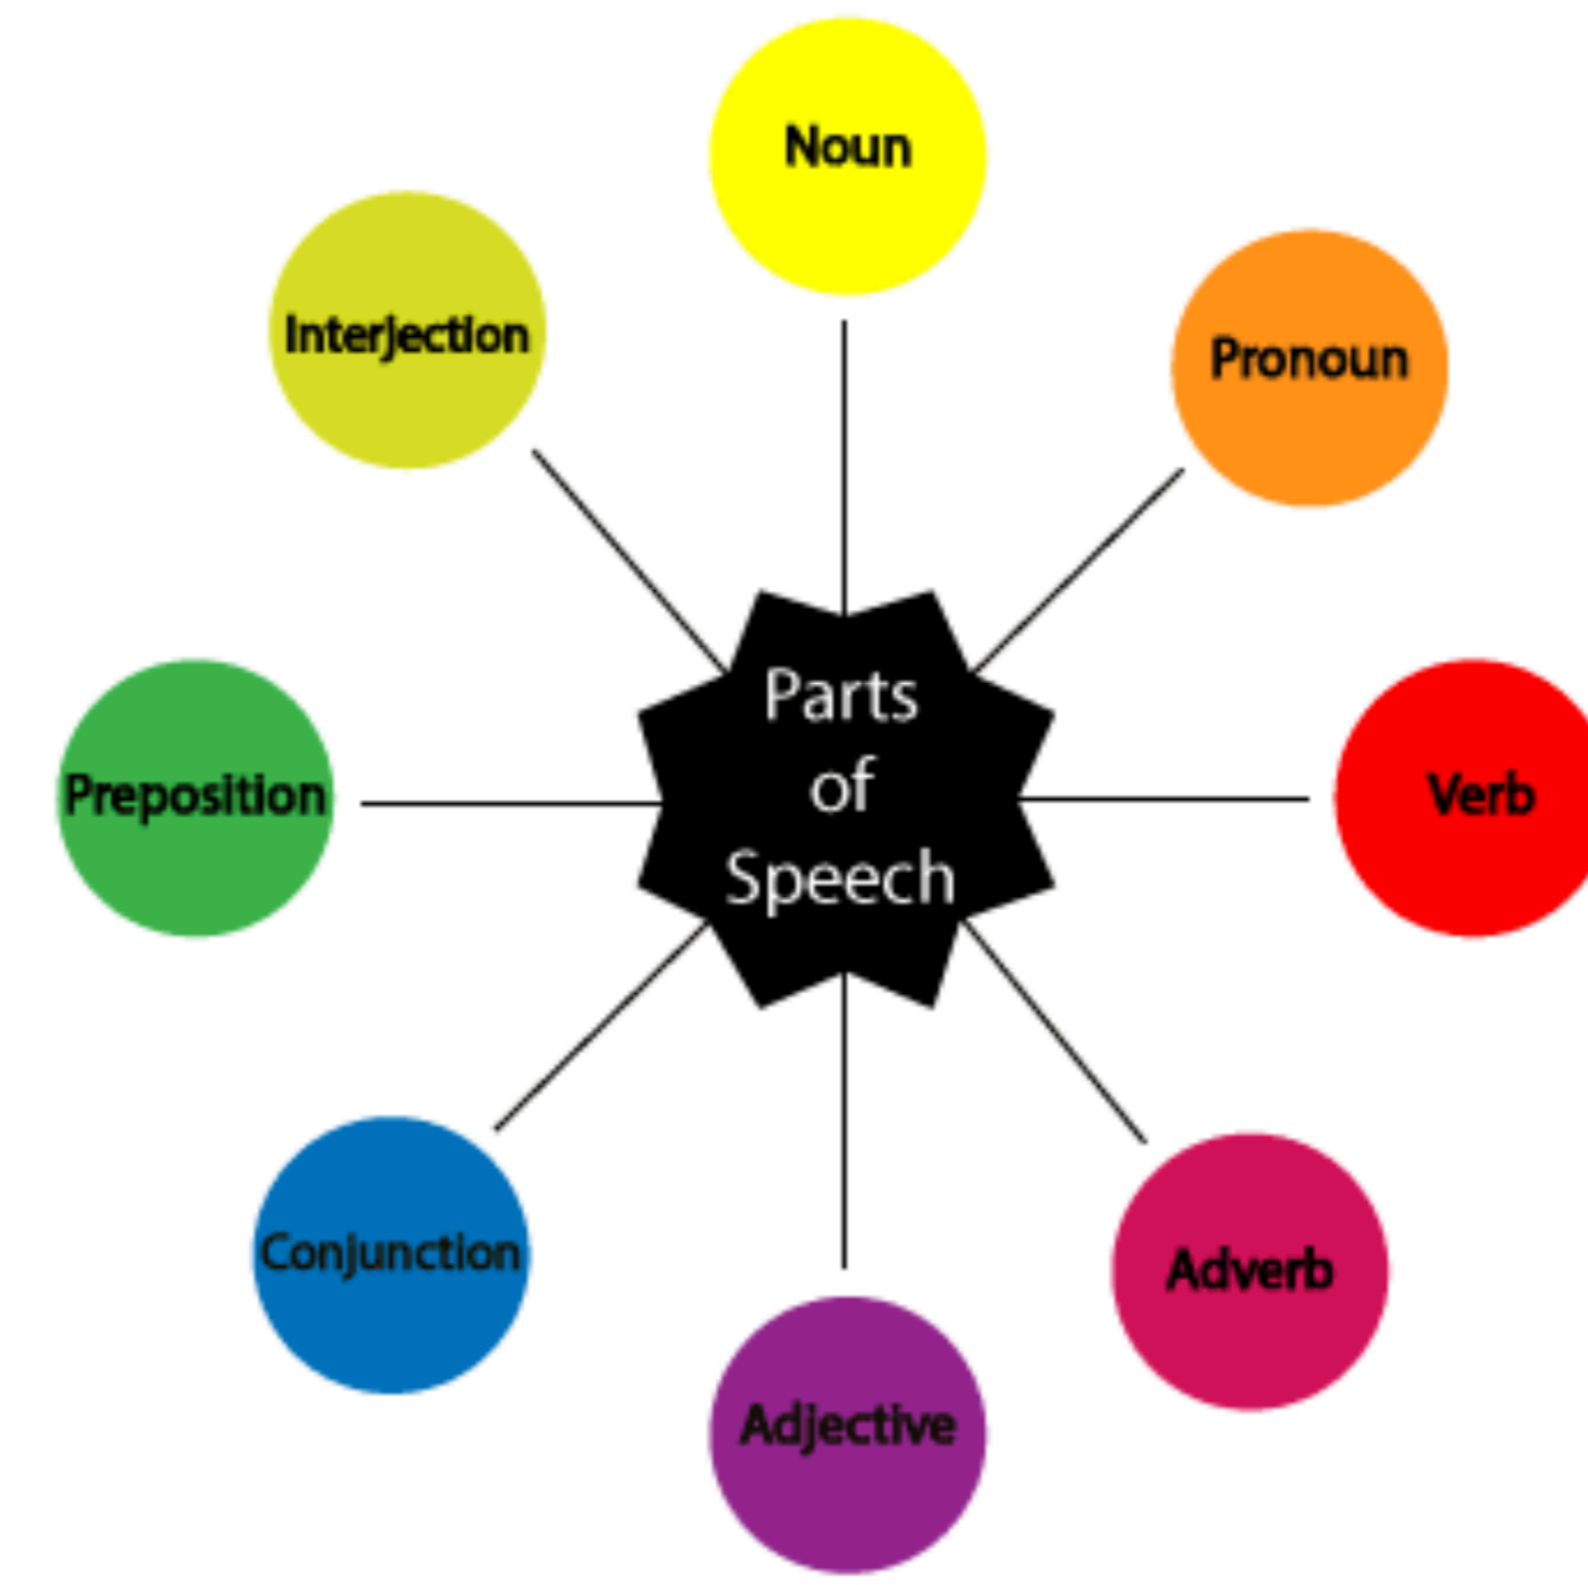 Noun
Interjection
Pronoun
Parts
of
Speech
Preposition
Verb
Conjunction
Adverb
Adjective